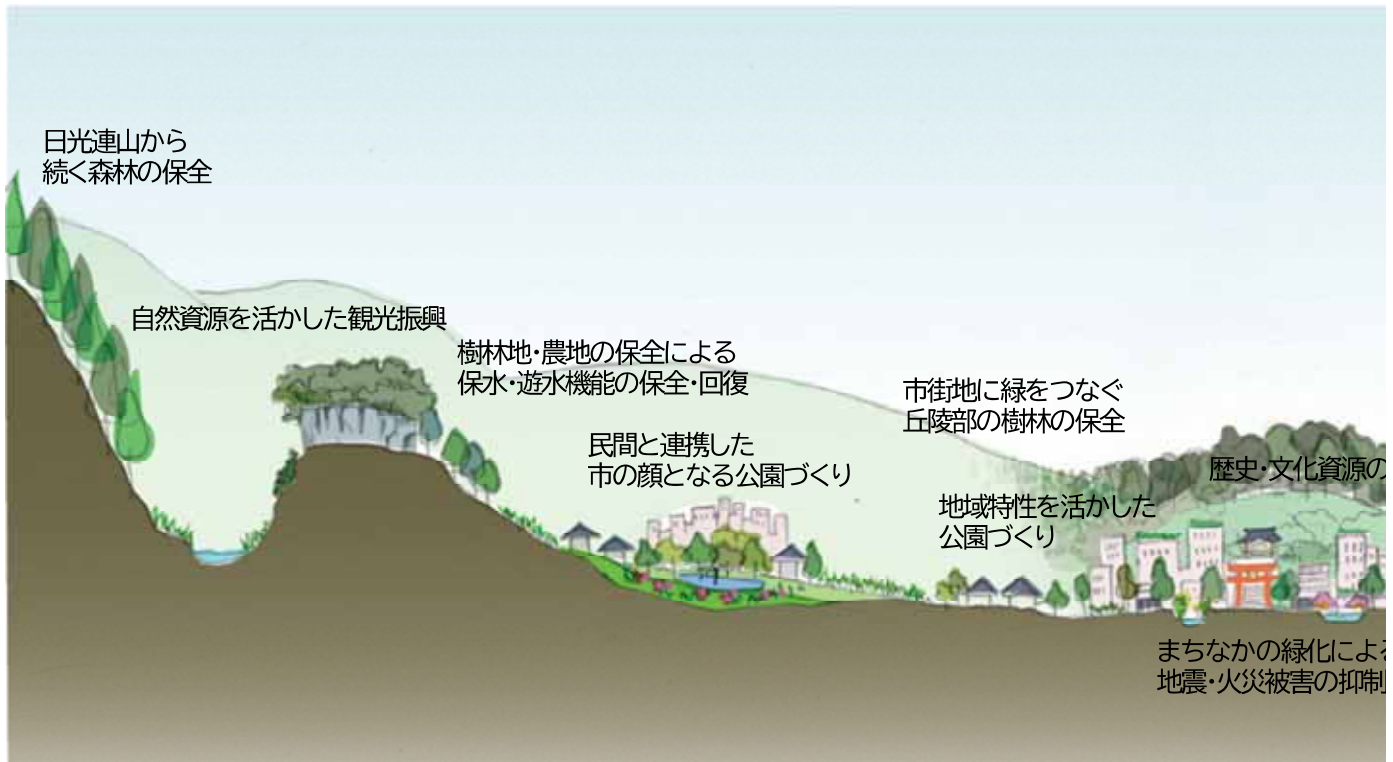 日光連山から
続く森林の保全
自然資源を活かした観光振興
樹林地・農地の保全による
保水・遊水機能の保全・回復
民間と連携した
市の顔となる公園づくり
市街地に緑をつなぐ
丘陵部の樹林の保全
歴史・文化資源の
地域特性を活かした
公園づくり
まちなかの緑化による
地震・火災被害の抑制